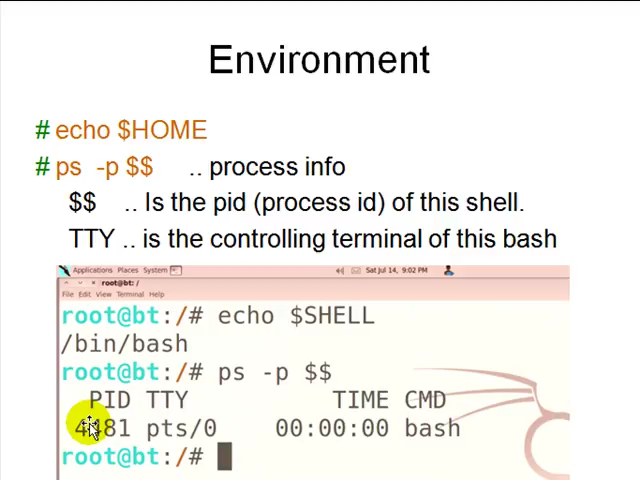 Environment
# echo $HOME
# ps -p $$ .. process info
$$ .. Is the pid (process id) of this shell.
TTY .. is the controlling terminal of this bash
Applications Places System Sat Jul 14, 9:02 PM
root@bt: /
File Edit View Terminal Help
root@bt:/# echo $SHELL
/bin/bash
root@bt:/# ps -p $$
PID TTY TIME CMD
4481 pts/0 00:00:00 bash
root@bt:/#